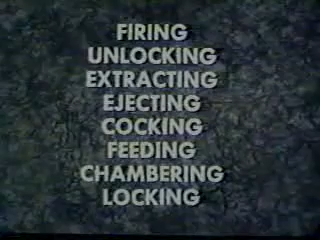 FIRING
UNLOCKING
EXTRACTING
EJECTING
COCKING
FEEDING
CHAMBERING
LOCKING